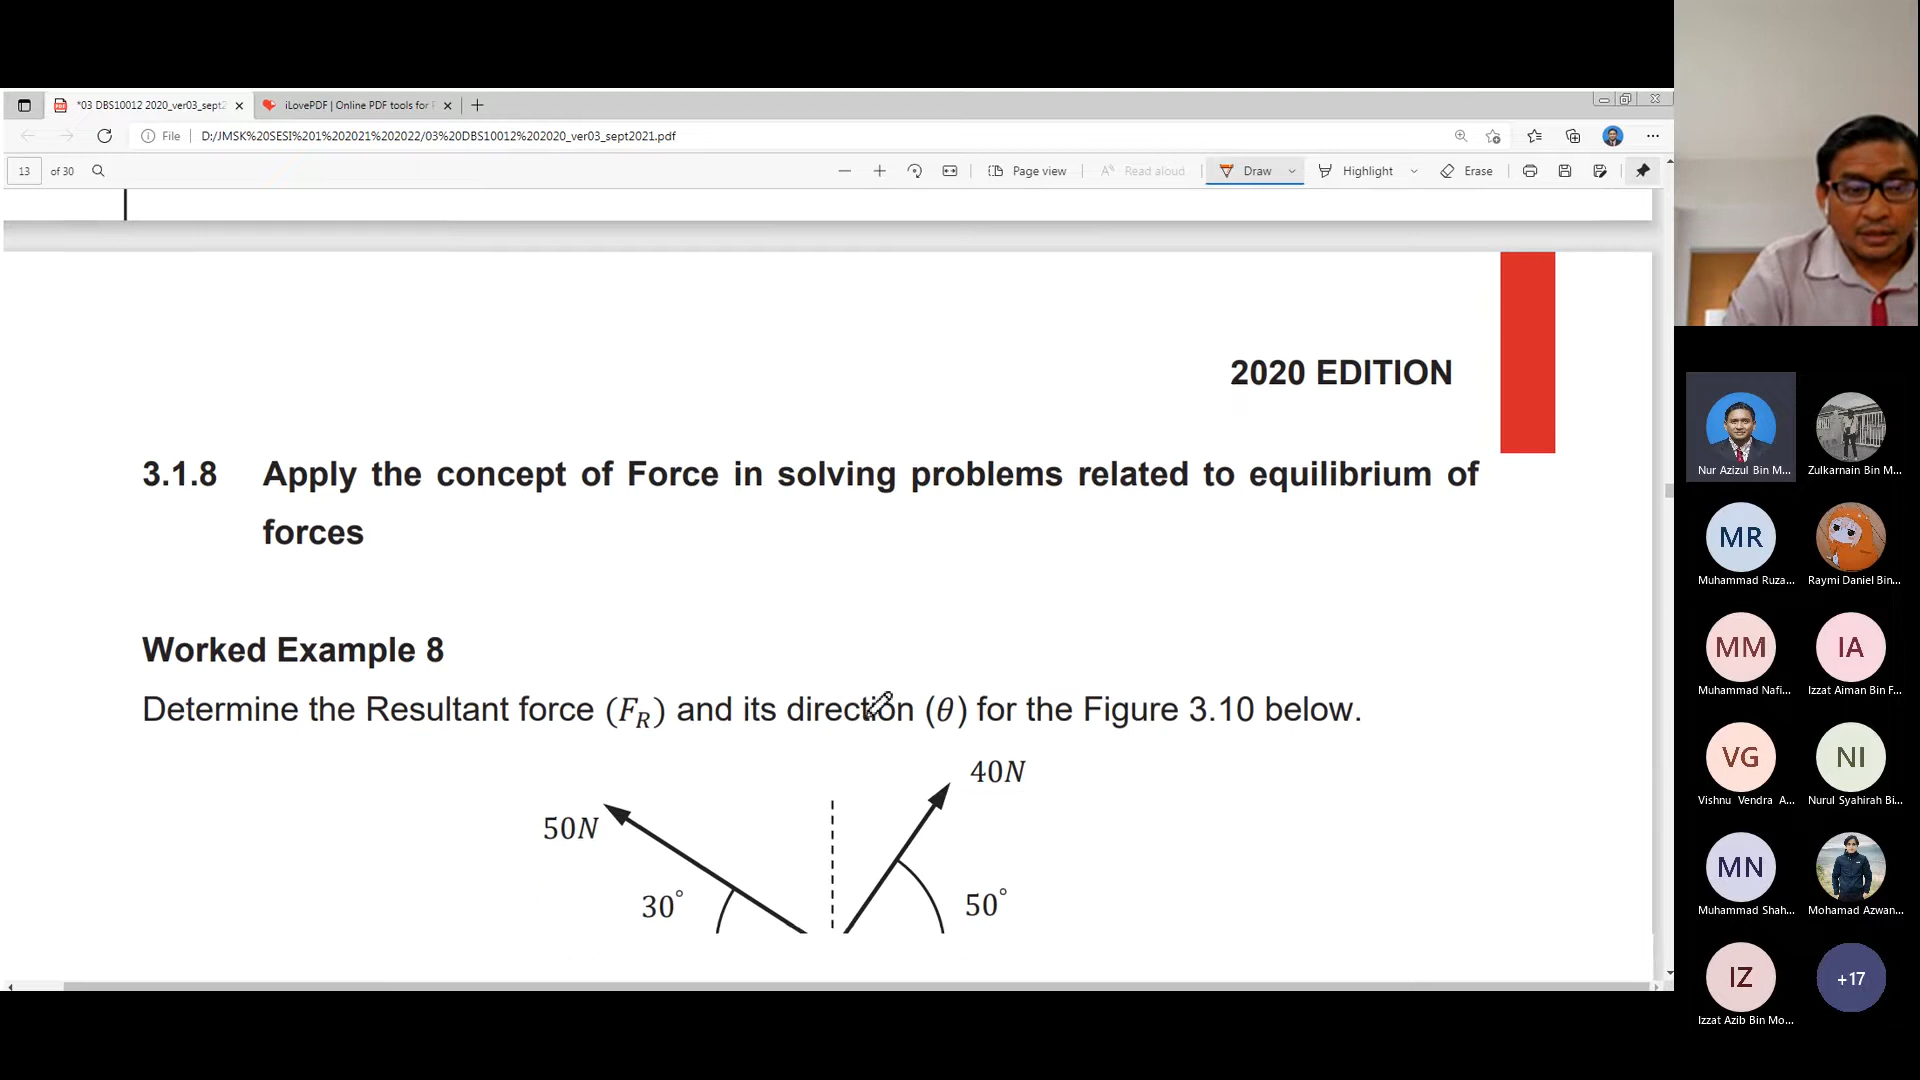 *03 DBS10012 2020_ver03_sept2
iLovePDF | Online PDF tools for
File
D:/JMSK%20SESI%201%202021%202022/03%20DBS10012%202020_ver03_sept2021.pdf
13 of 30
Page view
Read aloud
Draw
Highlight
Erase
2020 EDITION
3.1.8 Apply the concept of Force in solving problems related to equilibrium of
forces
Worked Example 8
Determine the Resultant force (F_R) and its direction (θ) for the Figure 3.10 below.
40N
50N
30°
50°
Nur Azizul Bin M...
Zulkarnain Bin M...
MR
Muhammad Ruza...
Raymi Daniel Bin...
MM
Muhammad Nafi...
IA
Izzat Aiman Bin F...
VG
Vishnu Vendra A...
NI
Nurul Syahirah Bi...
MN
Muhammad Shah...
Mohamad Azwan...
IZ
Izzat Azib Bin Mo...
+17